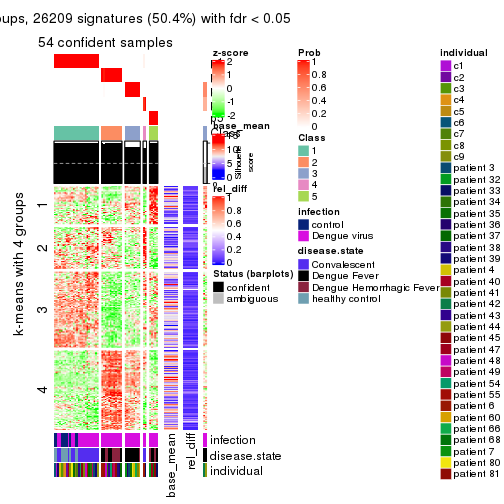 oups, 26209 signatures (50.4%) with fdr < 0.05
54 confident samples
k-means with 4 groups
1
2
3
4
z-score
2
1
0
-1
-2
base_mean
15
10
5
0
rel_diff
1
0.8
0.6
0.4
0.2
0
Status (barplots)
confident
ambiguous
Silhouette
score
Class
Prob
1
0.8
0.6
0.4
0.2
0
Class
1
2
3
4
5
infection
control
Dengue virus
disease.state
Convalescent
Dengue Fever
Dengue Hemorrhagic Fever
healthy control
individual
c1
c2
c3
c4
c5
c6
c7
c8
c9
patient 3
patient 32
patient 33
patient 34
patient 35
patient 36
patient 37
patient 38
patient 39
patient 4
patient 40
patient 41
patient 42
patient 43
patient 44
patient 45
patient 47
patient 48
patient 49
patient 54
patient 55
patient 6
patient 60
patient 66
patient 68
patient 7
patient 80
patient 81
infection
disease.state
individual
base_mean
rel_